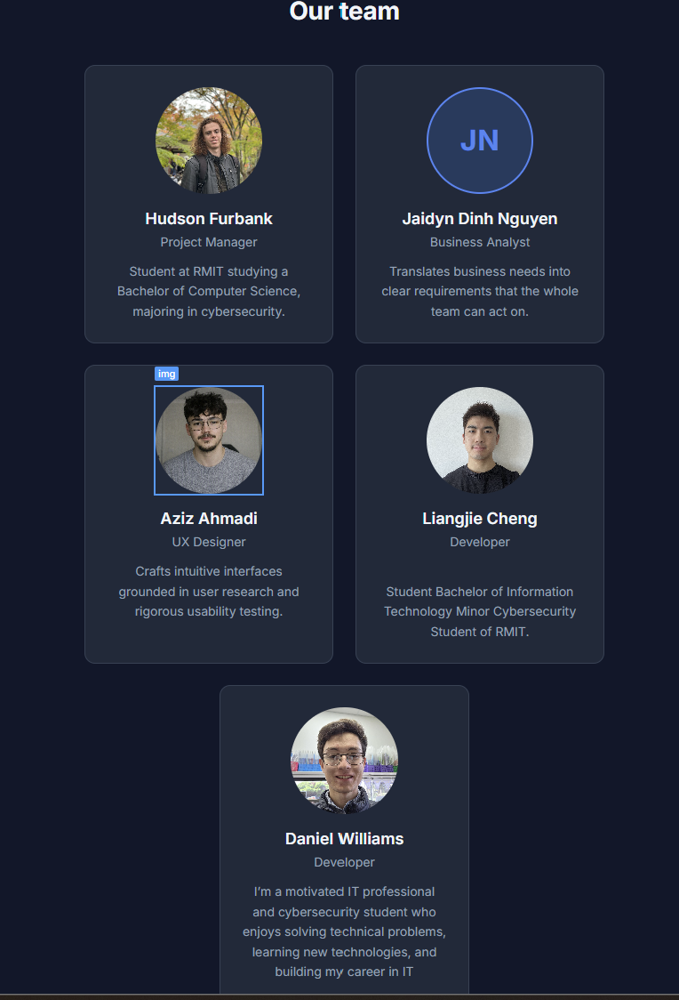 Our team
Hudson Furbank
Project Manager
Student at RMIT studying a
Bachelor of Computer Science,
majoring in cybersecurity.
JN
Jaidyn Dinh Nguyen
Business Analyst
Translates business needs into
clear requirements that the whole
team can act on.
img
Aziz Ahmadi
UX Designer
Crafts intuitive interfaces
grounded in user research and
rigorous usability testing.
Liangjie Cheng
Developer
Student Bachelor of Information
Technology Minor Cybersecurity
Student of RMIT.
Daniel Williams
Developer
I'm a motivated IT professional
and cybersecurity student who
enjoys solving technical problems,
learning new technologies, and
building my career in IT